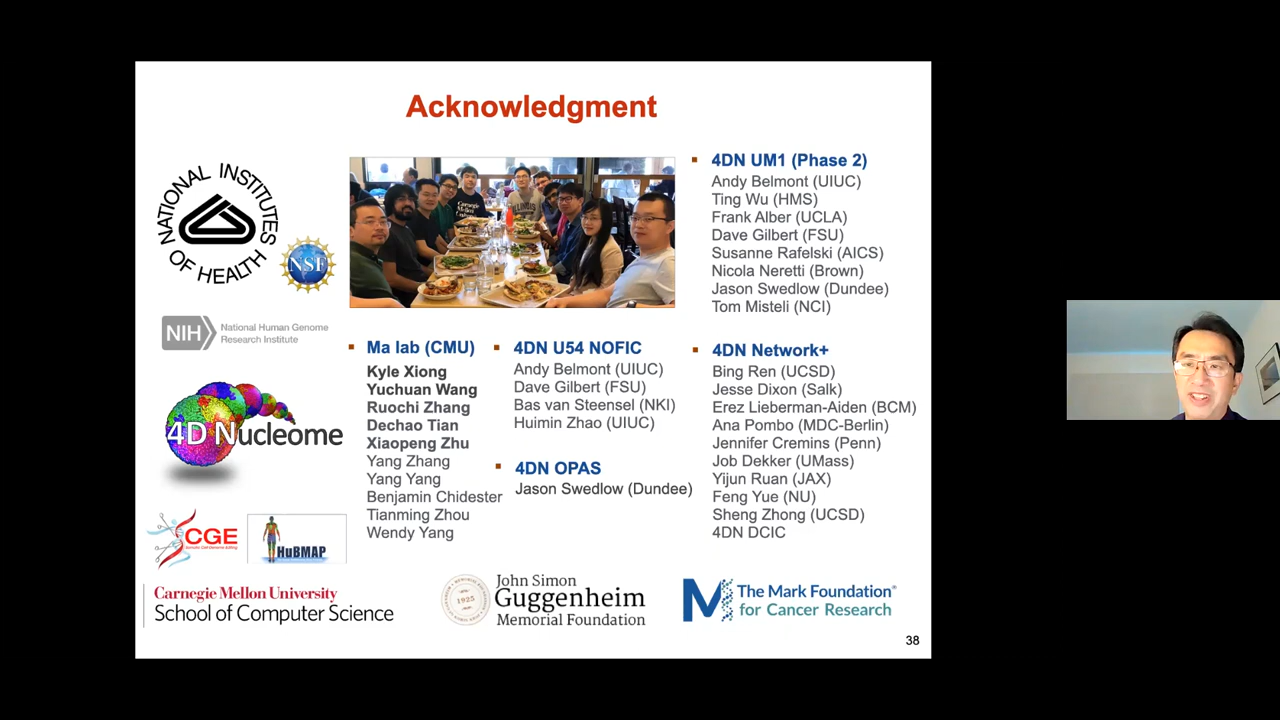 Acknowledgment
NATIONAL INSTITUTES
OF HEALTH
NSF
NIH
National Human Genome
Research Institute
4D Nucleome
SCGE
Somatic Cell Genome Editing
HuBMAP
Carnegie Mellon University
School of Computer Science
Ma lab (CMU)
Kyle Xiong
Yuchuan Wang
Ruochi Zhang
Dechao Tian
Xiaopeng Zhu
Yang Zhang
Yang Yang
Benjamin Chidester
Tianming Zhou
Wendy Yang
4DN U54 NOFIC
Andy Belmont (UIUC)
Dave Gilbert (FSU)
Bas van Steensel (NKI)
Huimin Zhao (UIUC)
4DN OPAS
Jason Swedlow (Dundee)
4DN UM1 (Phase 2)
Andy Belmont (UIUC)
Ting Wu (HMS)
Frank Alber (UCLA)
Dave Gilbert (FSU)
Susanne Rafelski (AICS)
Nicola Neretti (Brown)
Jason Swedlow (Dundee)
Tom Misteli (NCI)
4DN Network+
Bing Ren (UCSD)
Jesse Dixon (Salk)
Erez Lieberman-Aiden (BCM)
Ana Pombo (MDC-Berlin)
Jennifer Cremins (Penn)
Job Dekker (UMass)
Yijun Ruan (JAX)
Feng Yue (NU)
Sheng Zhong (UCSD)
4DN DCIC
1925
John Simon
Guggenheim
Memorial Foundation
The Mark Foundation®
for Cancer Research
38